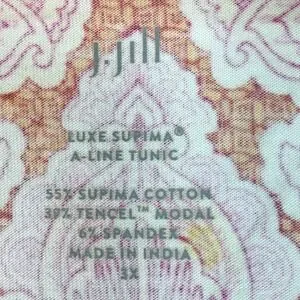 J.Jill
LUXE SUPIMA®
A-LINE TUNIC
55% SUPIMA COTTON
39% TENCEL™ MODAL
6% SPANDEX
MADE IN INDIA
3X